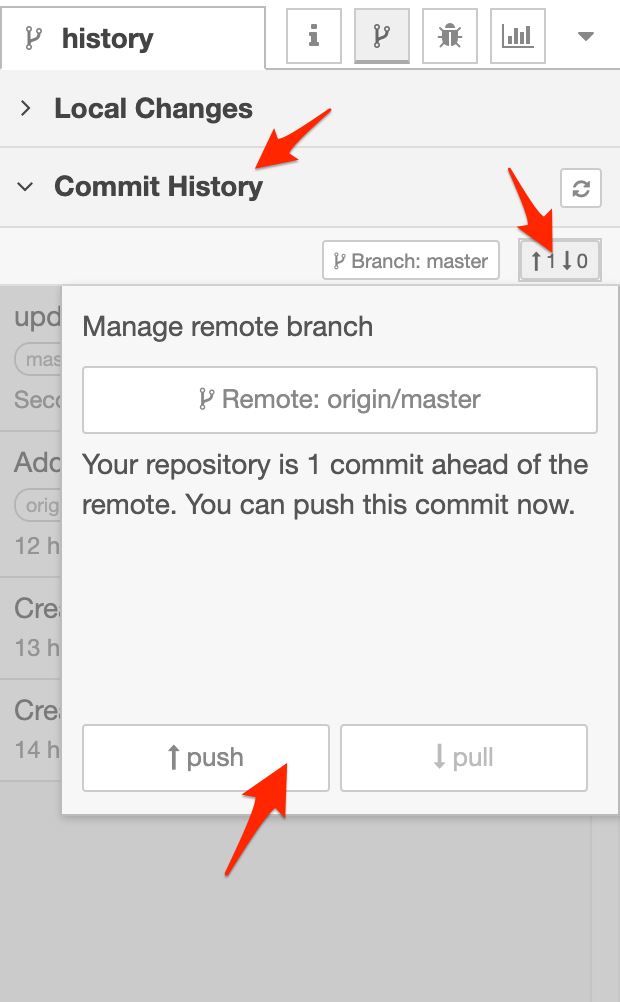 history
Local Changes
Commit History
Branch: master
1 0
upd
Manage remote branch
mas
Remote: origin/master
Seco
Your repository is 1 commit ahead of the
Add
remote. You can push this commit now.
orig
12 h
Crea
13 h
Crea
14 h
push pull